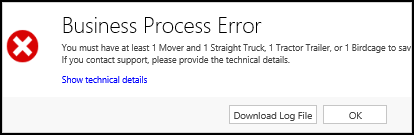 Business Process Error
You must have at least 1 Mover and 1 Straight Truck, 1 Tractor Trailer, or 1 Birdcage to sav
If you contact support, please provide the technical details.
Show technical details
Download Log File
OK